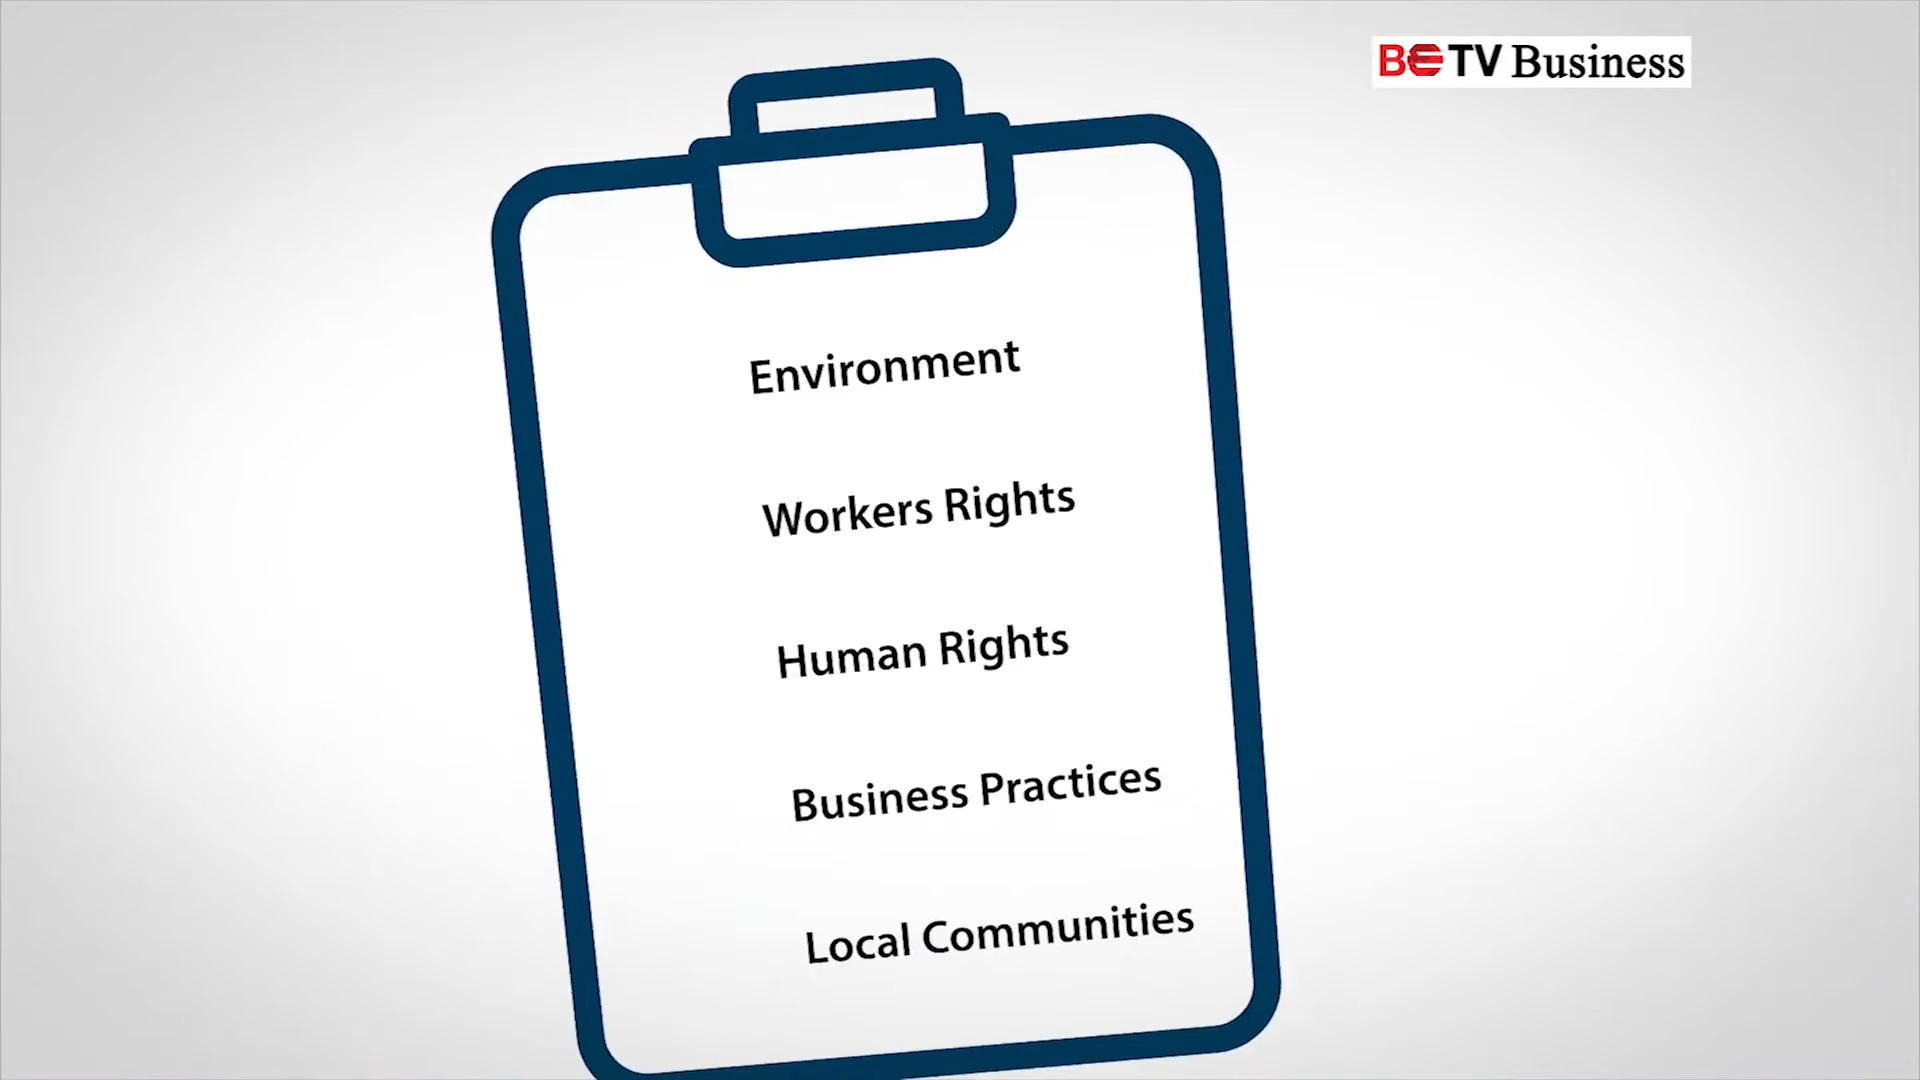 BETV Business
Environment
Workers Rights
Human Rights
Business Practices
Local Communities